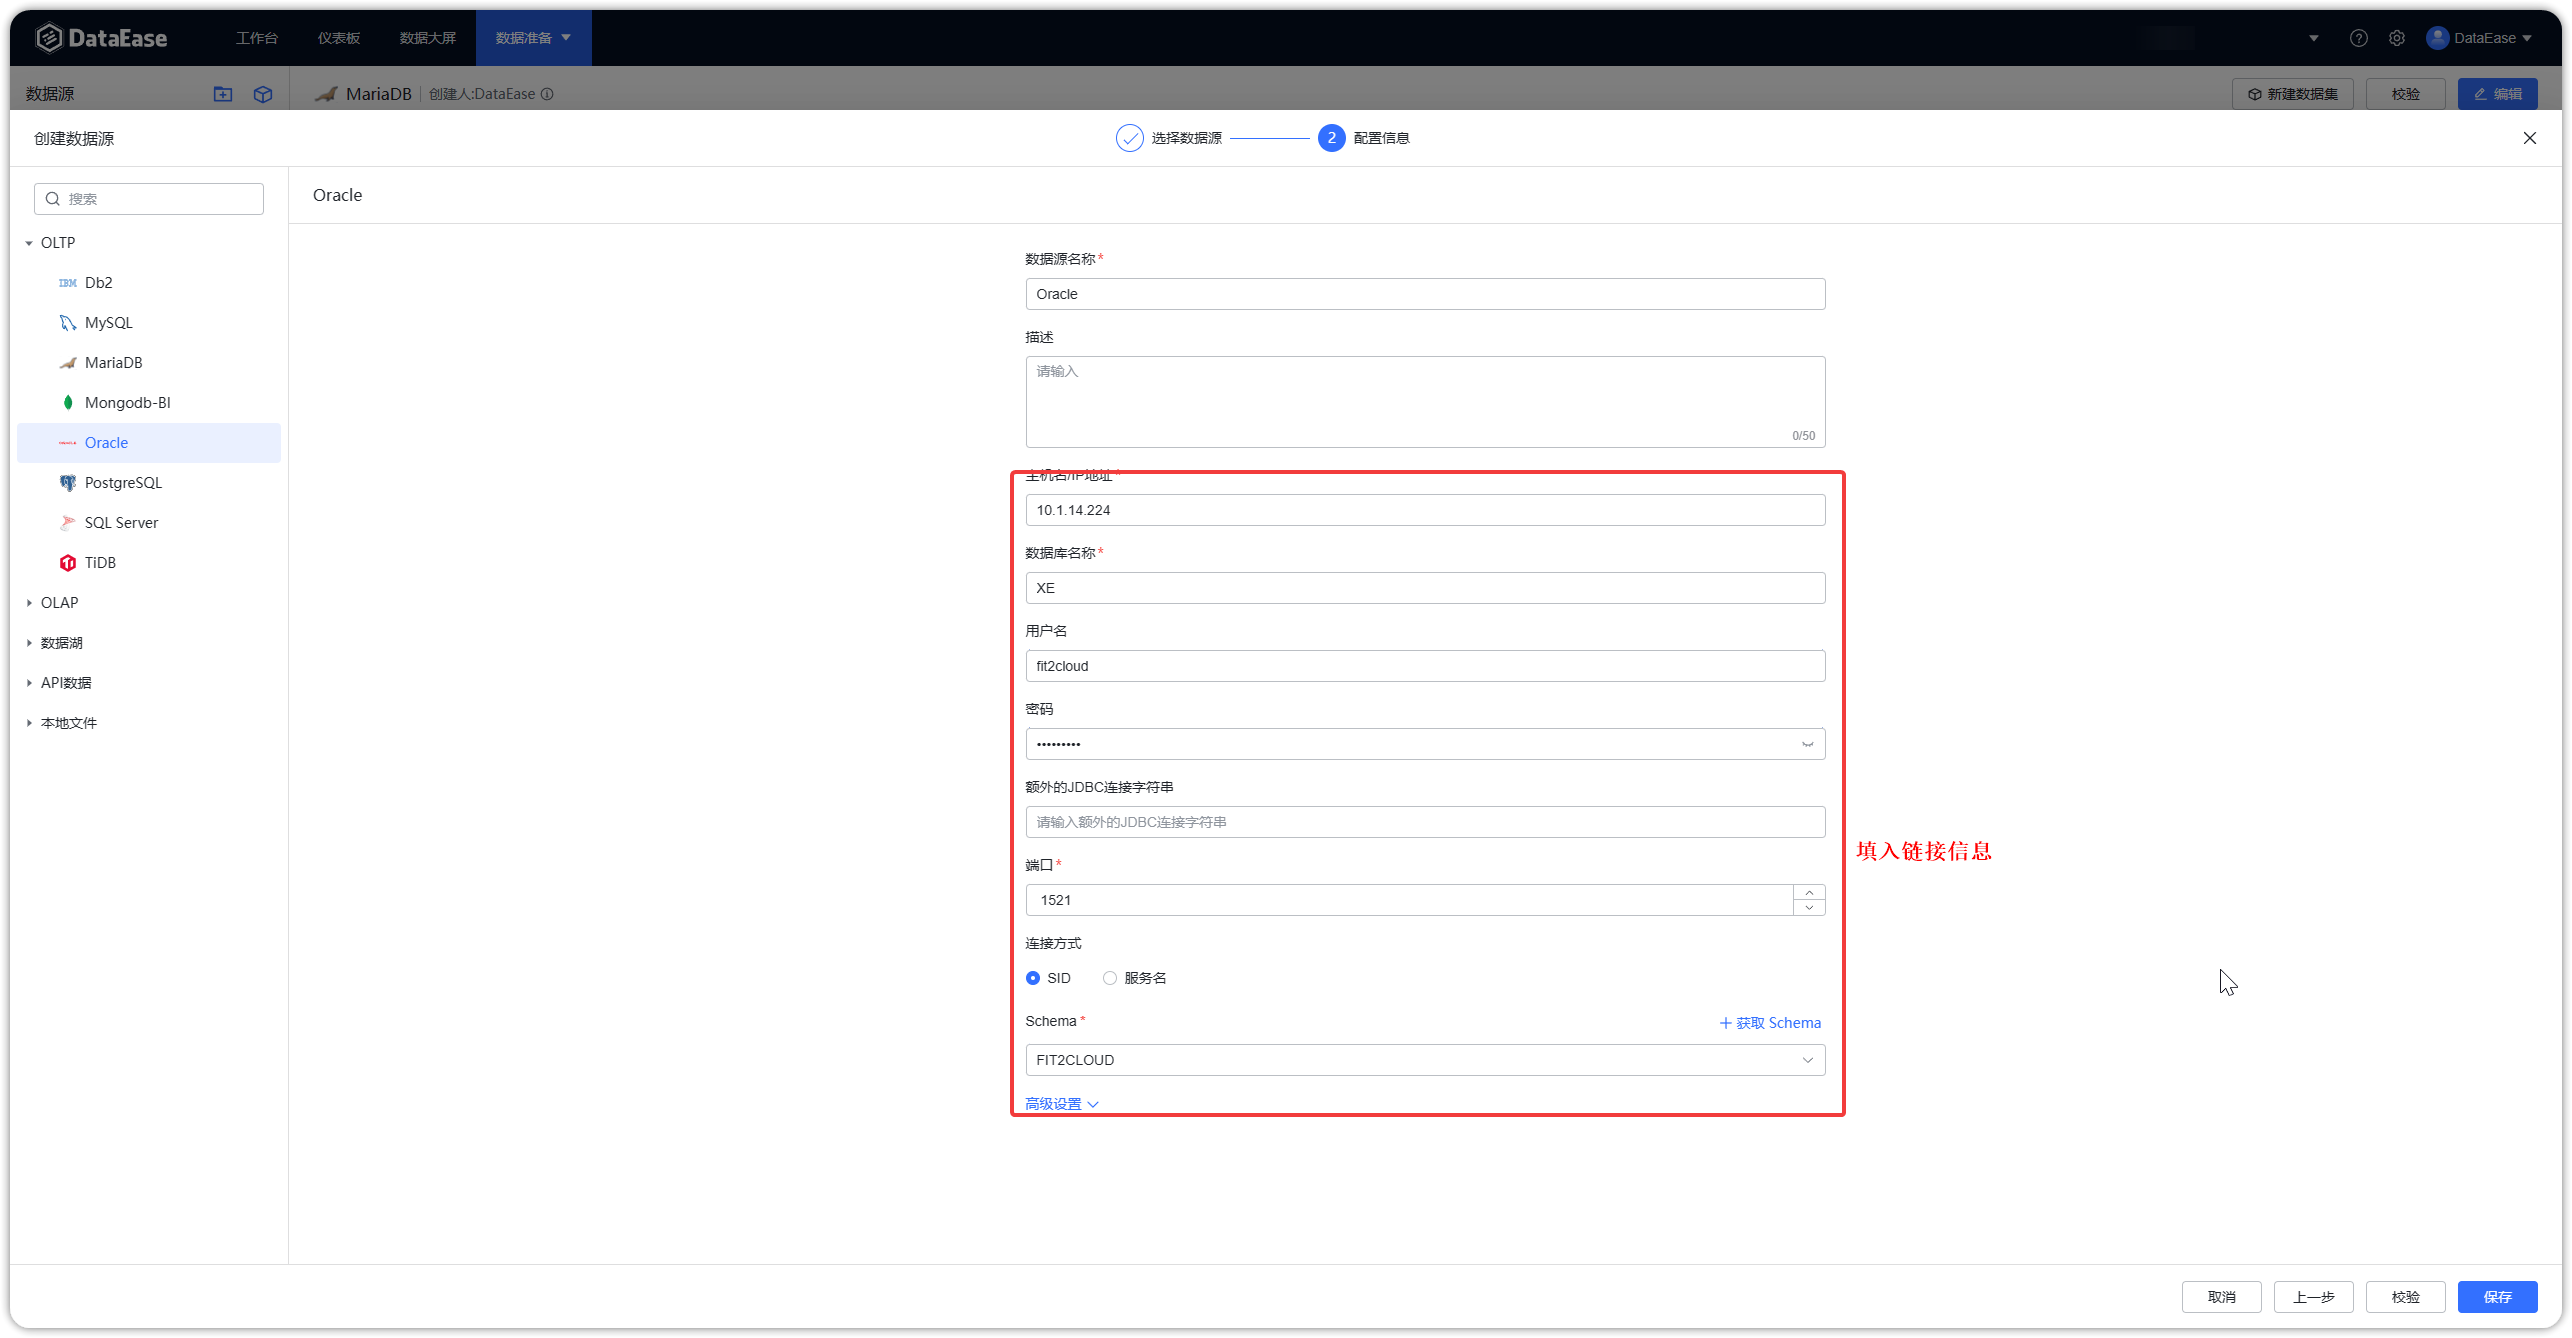 DataEase 工作台 仪表板 数据大屏 数据准备 DataEase
数据源 MariaDB 创建人:DataEase 新建数据集 校验 编辑
创建数据源 选择数据源 2 配置信息
搜索
OLTP
IBM Db2
MySQL
MariaDB
Mongodb-BI
Oracle
PostgreSQL
SQL Server
TiDB
OLAP
数据湖
API数据
本地文件
Oracle
数据源名称*
Oracle
描述
请输入
0/50
主机名/IP地址*
10.1.14.224
数据库名称*
XE
用户名
fit2cloud
密码
•••••••••
额外的JDBC连接字符串
请输入额外的JDBC连接字符串
端口*
1521
连接方式
SID 服务名
Schema* 获取 Schema
FIT2CLOUD
高级设置
填入链接信息
取消 上一步 校验 保存